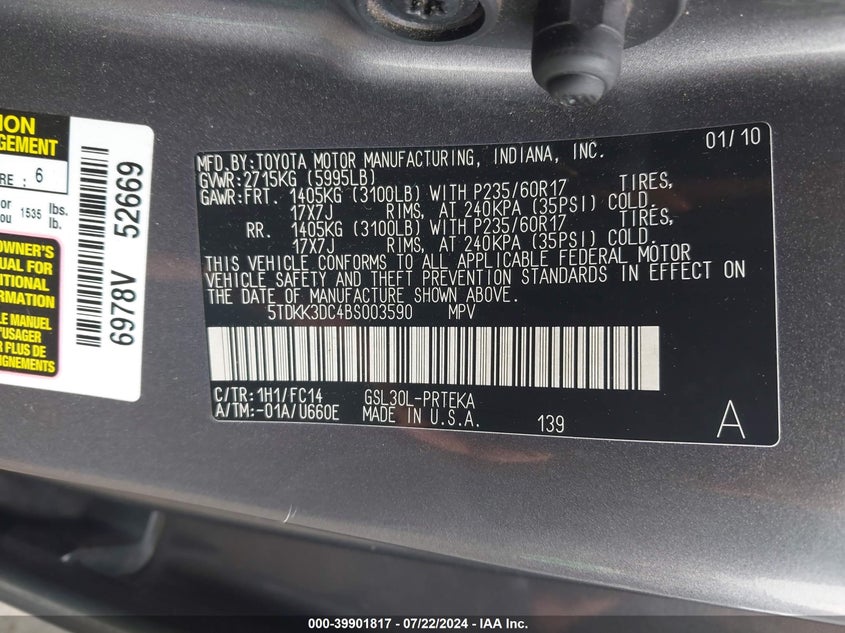 ION
GEMENT
RE : 6
or
ou 1535 lbs.
lb.
OWNER'S
UAL FOR
ITIONAL
RMATION
LE MANUEL
'USAGER
R PLUS DE
IGNEMENTS
6978V 52669
MFD.BY:TOYOTA MOTOR MANUFACTURING, INDIANA, INC. 01/10
GVWR:2715KG (5995LB)
GAWR:FRT. 1405KG (3100LB) WITH P235/60R17 TIRES,
17X7J RIMS, AT 240KPA (35PSI) COLD.
RR. 1405KG (3100LB) WITH P235/60R17 TIRES,
17X7J RIMS, AT 240KPA (35PSI) COLD.
THIS VEHICLE CONFORMS TO ALL APPLICABLE FEDERAL MOTOR
VEHICLE SAFETY AND THEFT PREVENTION STANDARDS IN EFFECT ON
THE DATE OF MANUFACTURE SHOWN ABOVE.
5TDKK3DC4BS003590 MPV
C/TR:1H1/FC14 GSL30L-PRTEKA
A/TM:-01A/U660E MADE IN U.S.A. 139 A
000-39901817 - 07/22/2024 - IAA Inc.